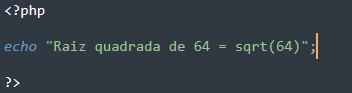 <?php
echo "Raiz quadrada de 64 = sqrt(64)";
?>